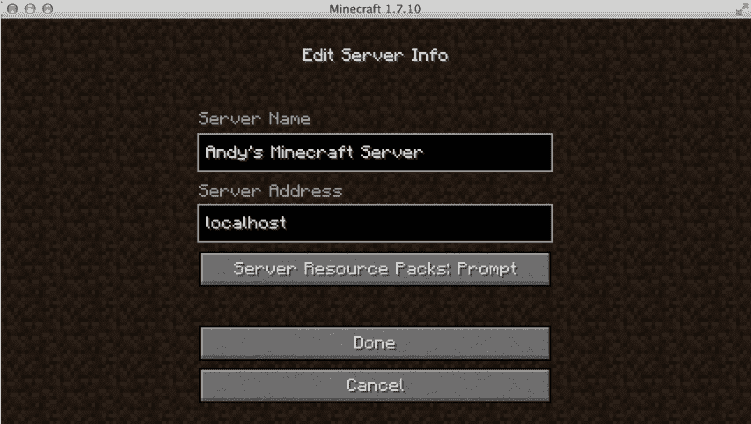 Minecraft 1.7.10
Edit Server Info
Server Name
Andy's Minecraft Server
Server Address
localhost
Server Resource Packs: Prompt
Done
Cancel